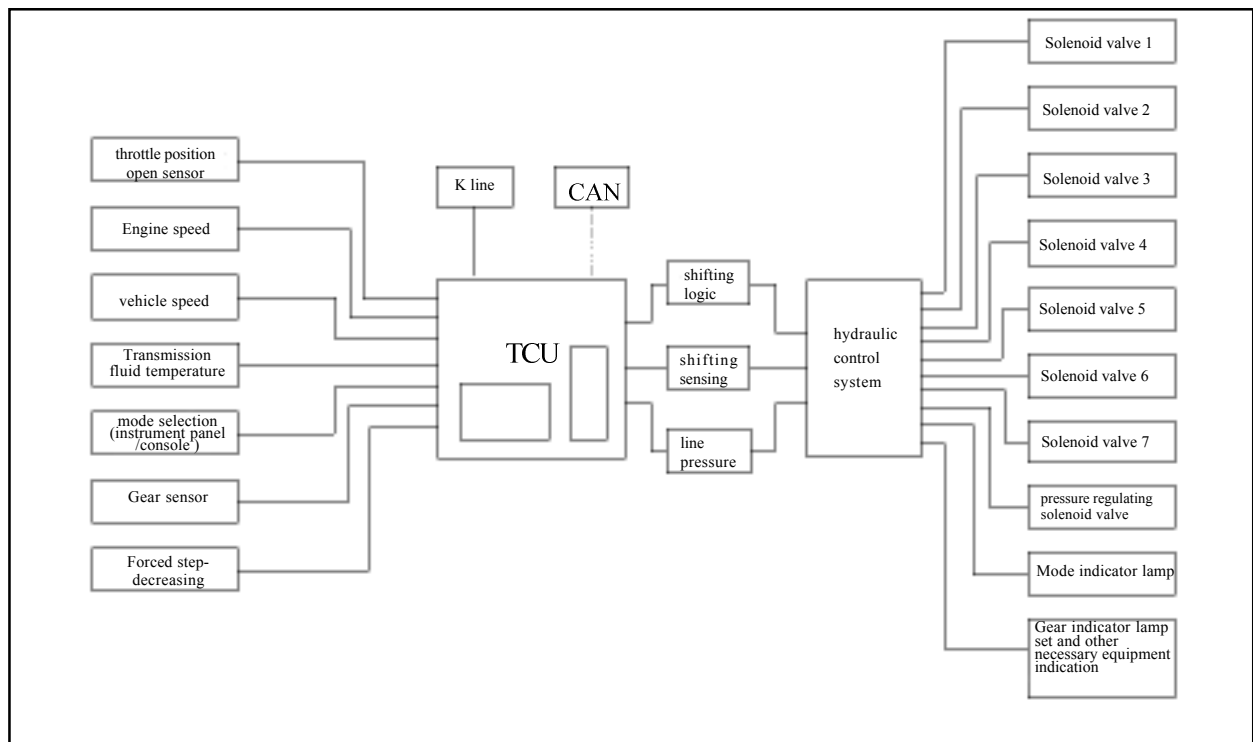 throttle position
open sensor
Engine speed
vehicle speed
Transmission
fluid temperature
mode selection
(instrument panel
/console )
Gear sensor
Forced step-
decreasing
K line
CAN
TCU
shifting
logic
shifting
sensing
line
pressure
hydraulic
control
system
Solenoid valve 1
Solenoid valve 2
Solenoid valve 3
Solenoid valve 4
Solenoid valve 5
Solenoid valve 6
Solenoid valve 7
pressure regulating
solenoid valve
Mode indicator lamp
Gear indicator lamp
set and other
necessary equipment
indication